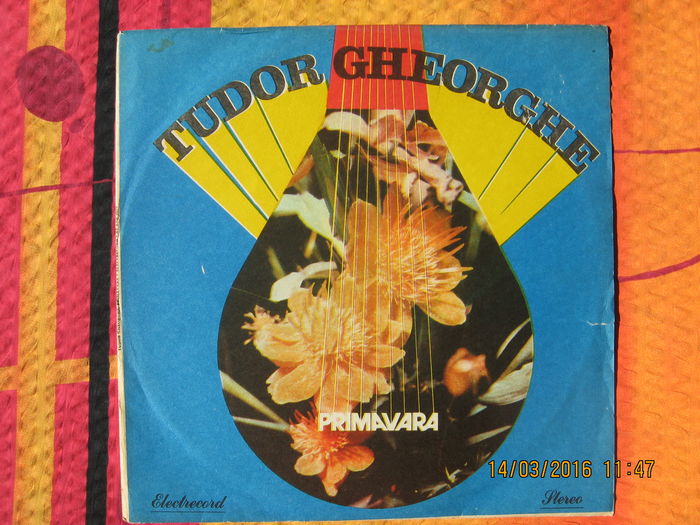 TUDOR GHEORGHE
PRIMAVARA
14/03/2016 11:47
Electrecord
Stereo